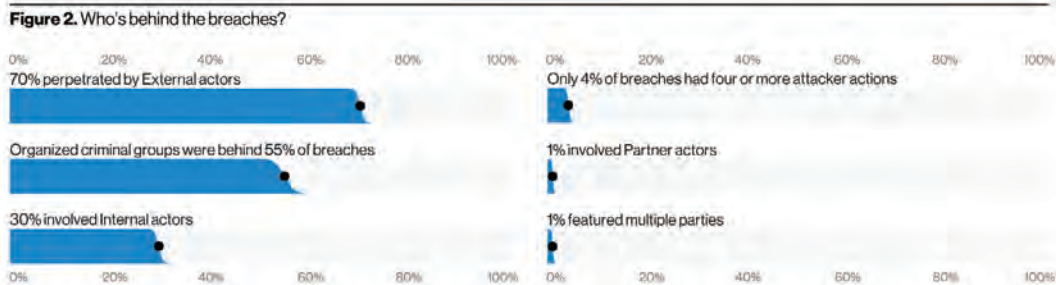 Figure 2. Who's behind the breaches?
0% 20% 40% 60% 80% 100%
70% perpetrated by External actors
Organized criminal groups were behind 55% of breaches
30% involved Internal actors
0% 20% 40% 60% 80% 100%
0% 20% 40% 60% 80% 100%
Only 4% of breaches had four or more attacker actions
1% involved Partner actors
1% featured multiple parties
0% 20% 40% 60% 80% 100%